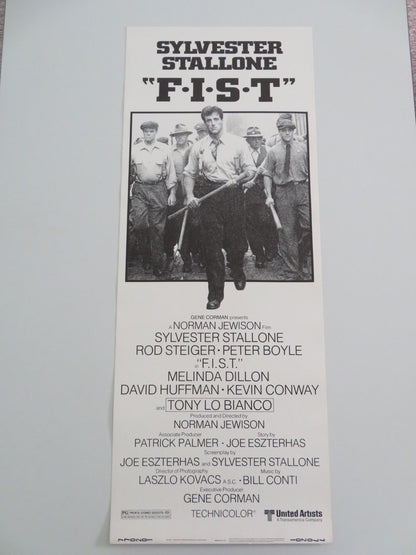 SYLVESTER
STALLONE
"F·I·S·T"
GENE CORMAN presents
A NORMAN JEWISON Film
SYLVESTER STALLONE
ROD STEIGER · PETER BOYLE
in "F.I.S.T."
MELINDA DILLON
DAVID HUFFMAN · KEVIN CONWAY
and TONY LO BIANCO
Produced and Directed by
NORMAN JEWISON
Associate Producer Story by
PATRICK PALMER · JOE ESZTERHAS
Screenplay by
JOE ESZTERHAS and SYLVESTER STALLONE
Director of Photography Music by
LASZLO KOVACS A.S.C. · BILL CONTI
Executive Producer
GENE CORMAN
PG TECHNICOLOR® United Artists
A Transamerica Company